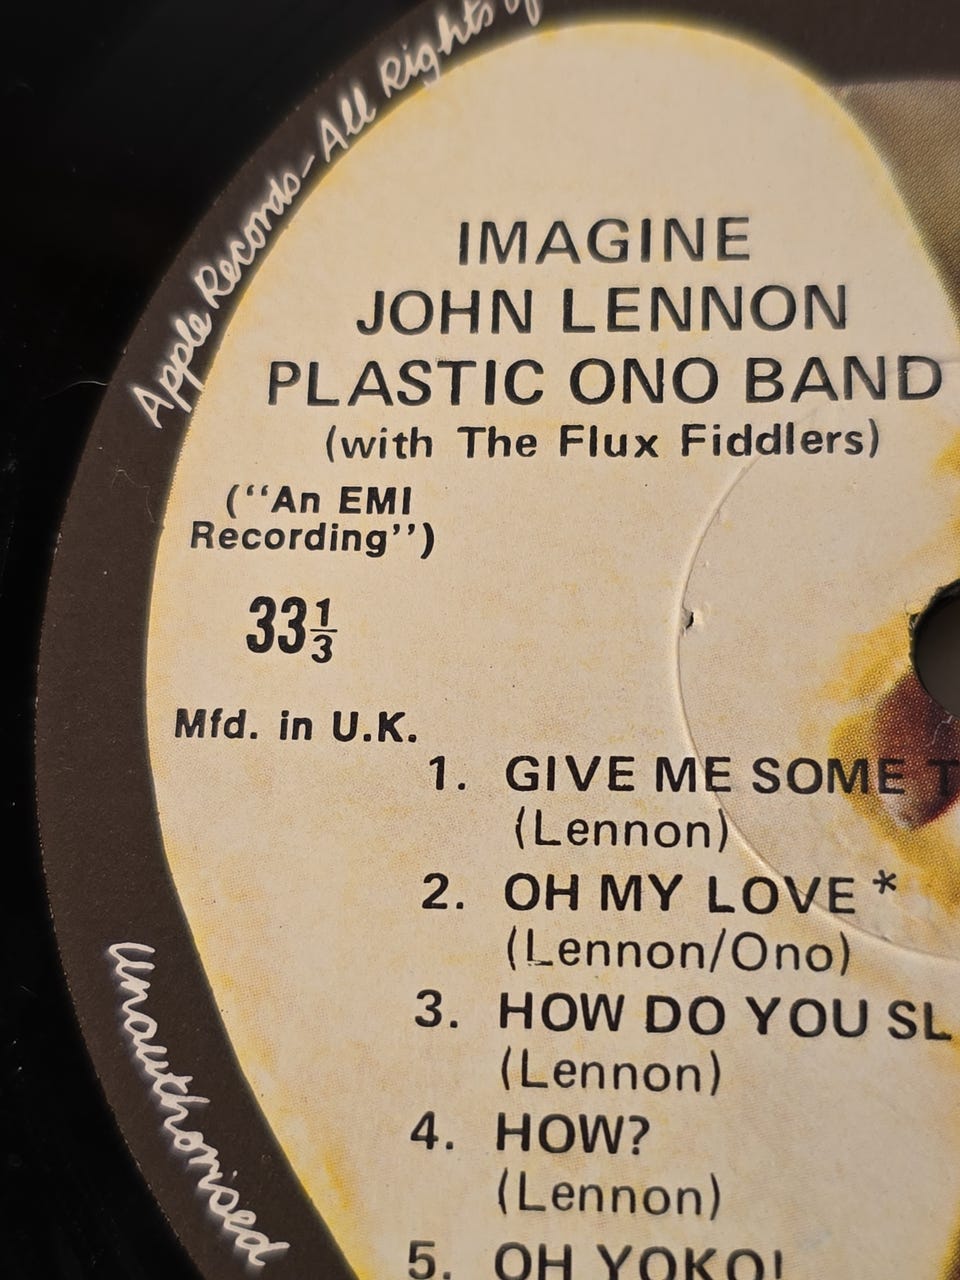 Apple Records - All Rights of
IMAGINE
JOHN LENNON
PLASTIC ONO BAND
(with The Flux Fiddlers)
(“An EMI
Recording”)
33⅓
Mfd. in U.K.
1. GIVE ME SOME T
(Lennon)
2. OH MY LOVE *
(Lennon/Ono)
3. HOW DO YOU SL
(Lennon)
4. HOW?
(Lennon)
5. OH YOKO!
Unauthorised